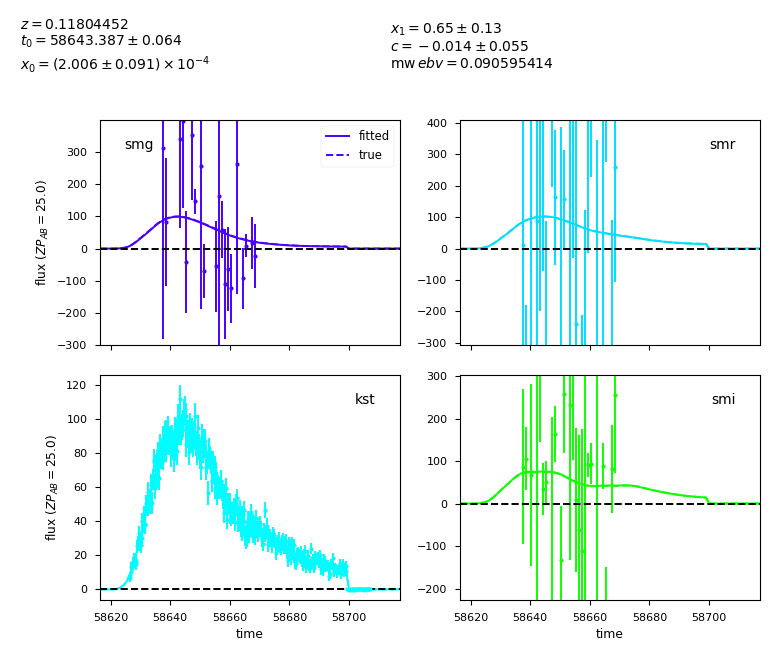 z = 0.11804452
t₀ = 58643.387 ± 0.064
x₀ = (2.006 ± 0.091) × 10⁻⁴
x₁ = 0.65 ± 0.13
c = −0.014 ± 0.055
mw ebv = 0.090595414
smg
fitted
true
300
200
100
0
−100
−200
−300
flux (ZP_AB = 25.0)
smr
400
300
200
100
0
−100
−200
−300
kst
120
100
80
60
40
20
0
flux (ZP_AB = 25.0)
58620 58640 58660 58680 58700
time
smi
300
200
100
0
−100
−200
58620 58640 58660 58680 58700
time